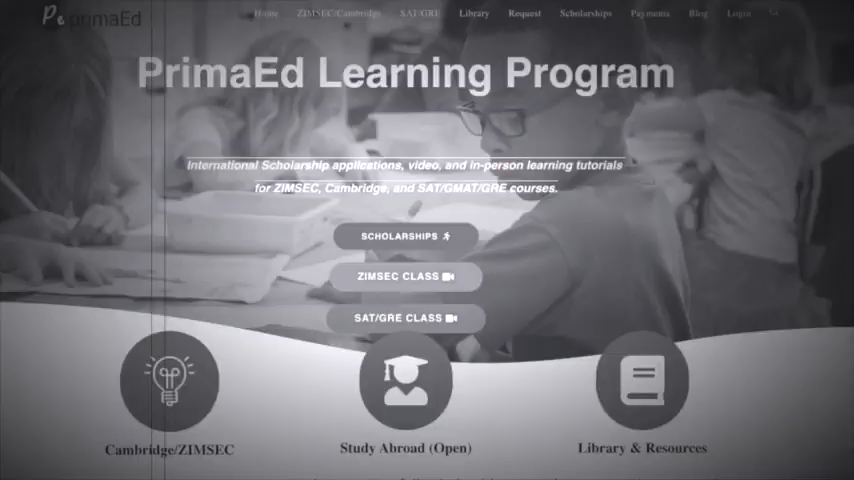 Pe primaEd
Home ZIMSEC/Cambridge SAT/GRE Library Request Scholarships Payments Blog Login
PrimaEd Learning Program
International Scholarship applications, video, and in-person learning tutorials
for ZIMSEC, Cambridge, and SAT/GMAT/GRE courses.
SCHOLARSHIPS
ZIMSEC CLASS
SAT/GRE CLASS
Cambridge/ZIMSEC Study Abroad (Open) Library & Resources